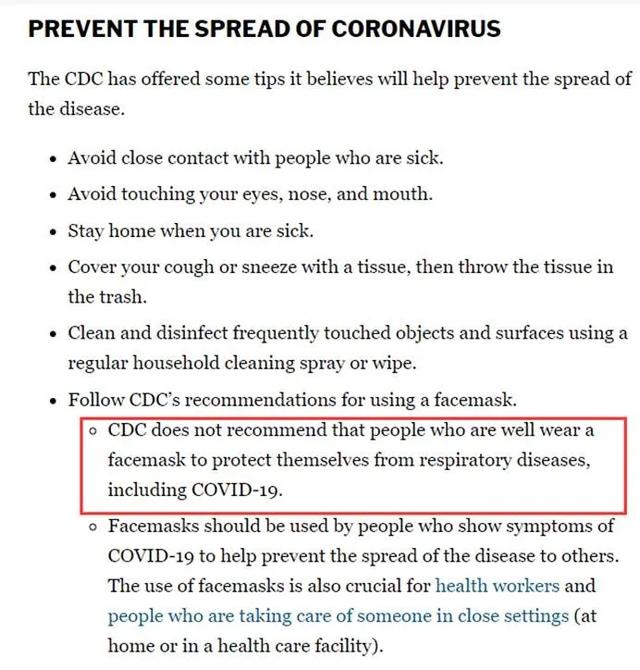 PREVENT THE SPREAD OF CORONAVIRUS
The CDC has offered some tips it believes will help prevent the spread of
the disease.
• Avoid close contact with people who are sick.
• Avoid touching your eyes, nose, and mouth.
• Stay home when you are sick.
• Cover your cough or sneeze with a tissue, then throw the tissue in
the trash.
• Clean and disinfect frequently touched objects and surfaces using a
regular household cleaning spray or wipe.
• Follow CDC's recommendations for using a facemask.
○ CDC does not recommend that people who are well wear a
facemask to protect themselves from respiratory diseases,
including COVID-19.
○ Facemasks should be used by people who show symptoms of
COVID-19 to help prevent the spread of the disease to others.
The use of facemasks is also crucial for health workers and
people who are taking care of someone in close settings (at
home or in a health care facility).